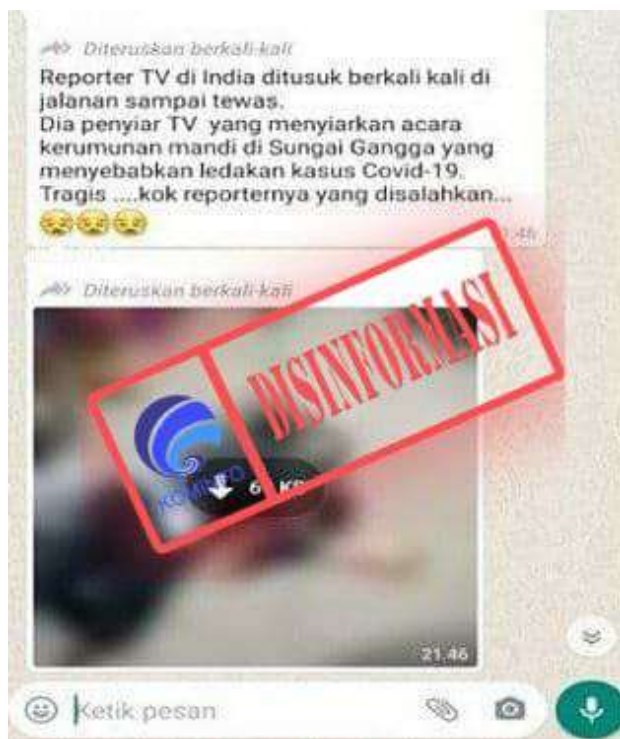 Diteruskan berkali-kali
Reporter TV di India ditusuk berkali kali di
jalanan sampai tewas.
Dia penyiar TV yang menyiarkan acara
kerumunan mandi di Sungai Gangga yang
menyebabkan ledakan kasus Covid-19.
Tragis ....kok reporternya yang disalahkan...
Diteruskan berkali-kali
DISINFORMASI
21.46
Ketik pesan